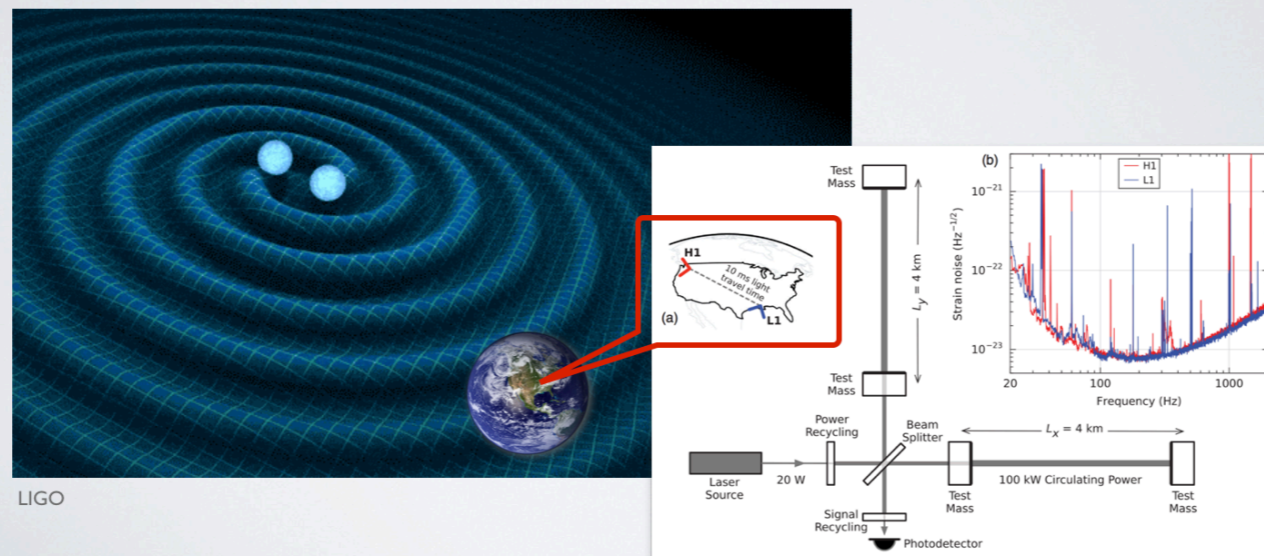 LIGO
H1
10 ms light
travel time
(a)
L1
Test
Mass
L_y = 4 km
Test
Mass
Power
Recycling
Beam
Splitter
L_x = 4 km
Laser
Source
20 W
Test
Mass
100 kW Circulating Power
Test
Mass
Signal
Recycling
Photodetector
(b)
H1
L1
Strain noise (Hz^{-1/2})
10^{-21}
10^{-22}
10^{-23}
20
100
1000
Frequency (Hz)